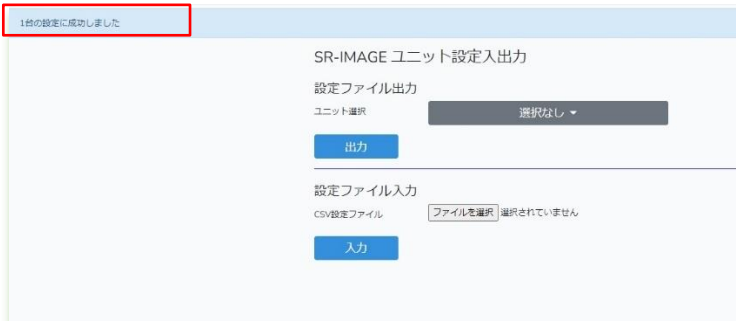 1台の設定に成功しました
SR-IMAGE ユニット設定入出力
設定ファイル出力
ユニット選択 選択なし
出力
設定ファイル入力
CSV設定ファイル ファイルを選択 選択されていません
入力